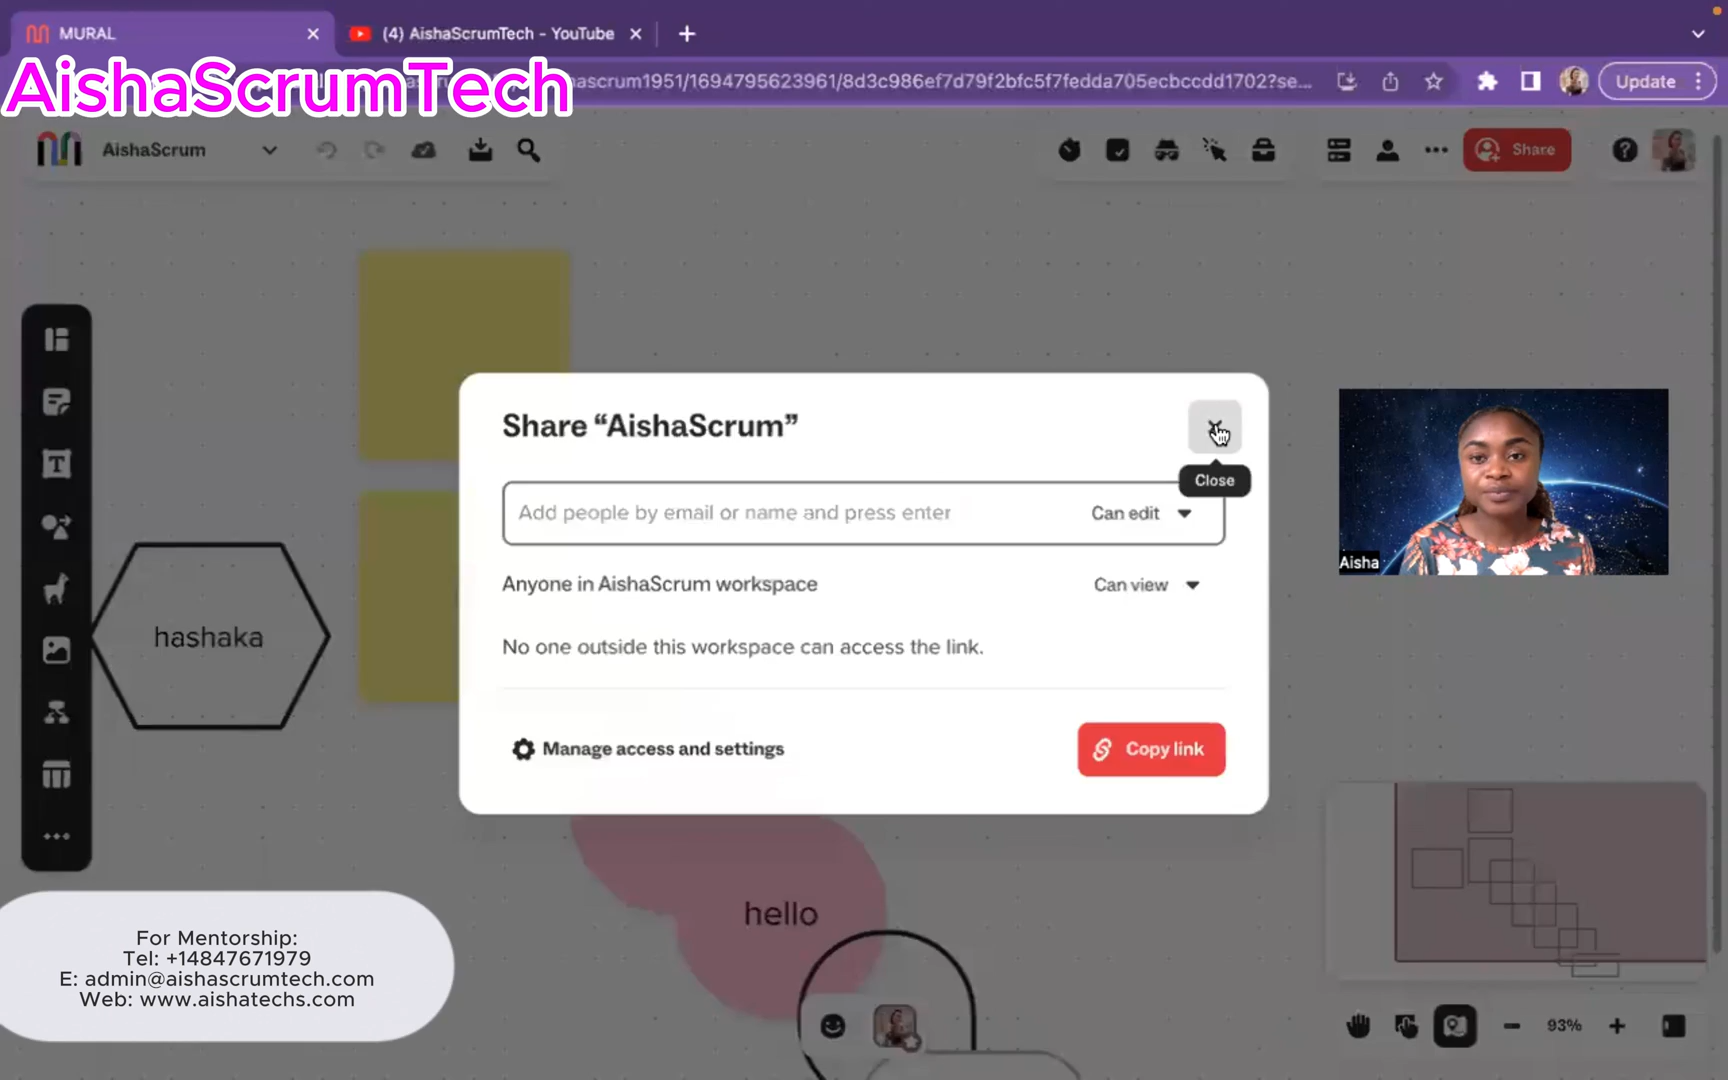 MURAL
(4) AishaScrumTech - YouTube
AishaScrumTech
ashascrum1951/1694795623961/8d3c986ef7d79f2bfc5f7fedda705ecbccdd1702?se...
Update
AishaScrum
Share
Share “AishaScrum”
Close
Add people by email or name and press enter
Can edit
Anyone in AishaScrum workspace
Can view
No one outside this workspace can access the link.
Manage access and settings
Copy link
Aisha
hashaka
hello
For Mentorship:
Tel: +14847671979
E: admin@aishascrumtech.com
Web: www.aishatechs.com
93%